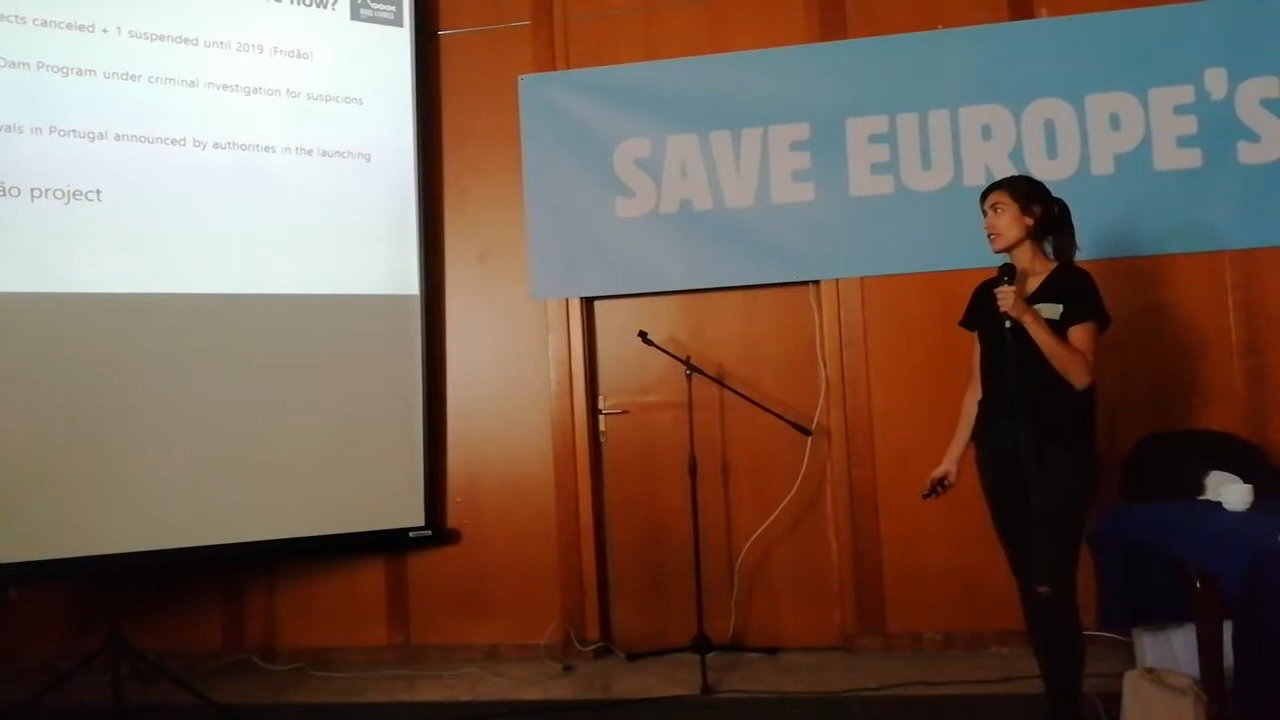 now?
ects canceled + 1 suspended until 2019 (Fridão)
Dam Program under criminal investigation for suspicions
vals in Portugal announced by authorities in the launching
ão project
SAVE EUROPE'S